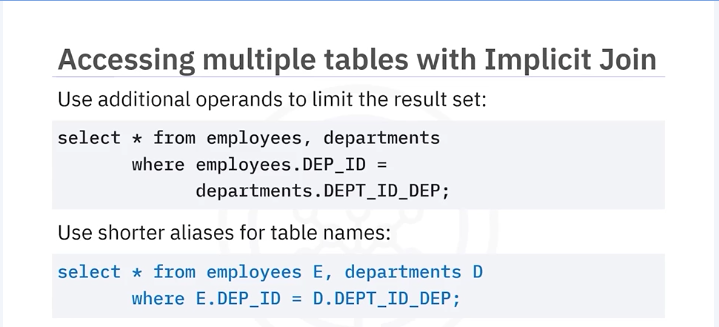 Accessing multiple tables with Implicit Join
Use additional operands to limit the result set:
select * from employees, departments
where employees.DEP_ID =
departments.DEPT_ID_DEP;
Use shorter aliases for table names:
select * from employees E, departments D
where E.DEP_ID = D.DEPT_ID_DEP;